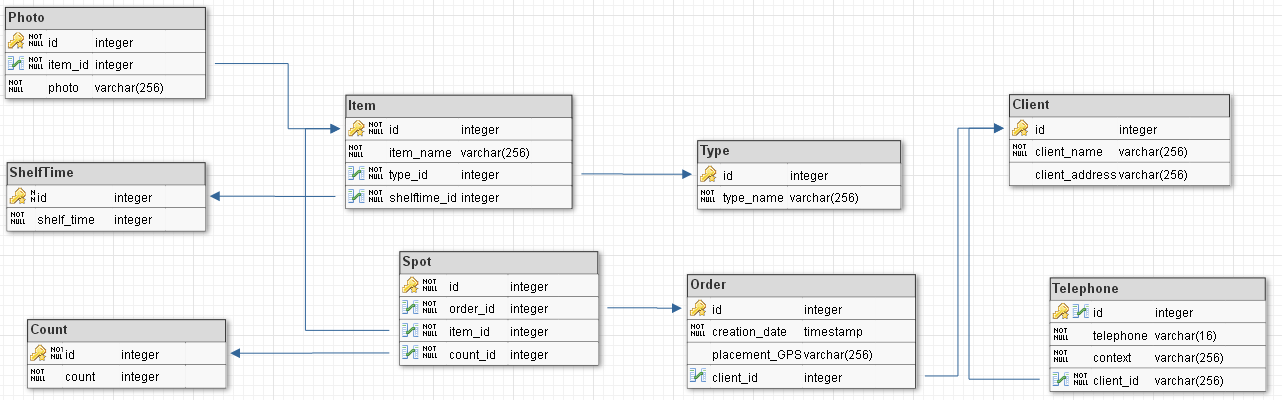 Photo
NOT NULL id integer
NOT NULL item_id integer
NOT NULL photo varchar(256)
Item
NOT NULL id integer
NOT NULL item_name varchar(256)
NOT NULL type_id integer
NOT NULL shelftime_id integer
Client
id integer
NOT NULL client_name varchar(256)
client_address varchar(256)
Type
id integer
NOT NULL type_name varchar(256)
ShelfTime
id integer
NOT NULL shelf_time integer
Spot
NOT NULL id integer
NOT NULL order_id integer
NOT NULL item_id integer
NOT NULL count_id integer
Order
id integer
NOT NULL creation_date timestamp
placement_GPS varchar(256)
client_id integer
Telephone
id integer
NOT NULL telephone varchar(16)
NOT NULL context varchar(256)
NOT NULL client_id varchar(256)
Count
id integer
NOT NULL count integer